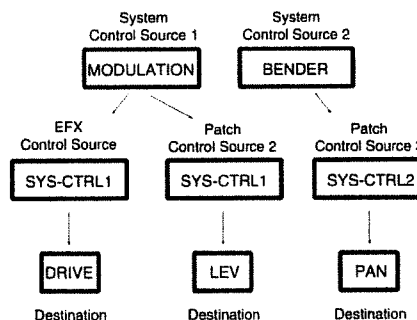 System
Control Source 1
System
Control Source 2
MODULATION
BENDER
EFX
Control Source
Patch
Control Source 2
Patch
Control Source
SYS-CTRL1
SYS-CTRL1
SYS-CTRL2
DRIVE
LEV
PAN
Destination
Destination
Destination